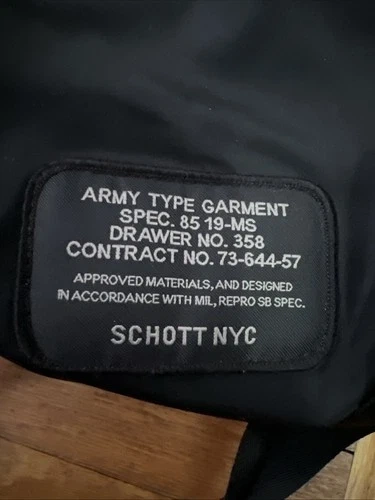 ARMY TYPE GARMENT
SPEC. 85 19-MS
DRAWER NO. 358
CONTRACT NO. 73-644-57
APPROVED MATERIALS, AND DESIGNED
IN ACCORDANCE WITH MIL, REPRO SB SPEC.
SCHOTT NYC